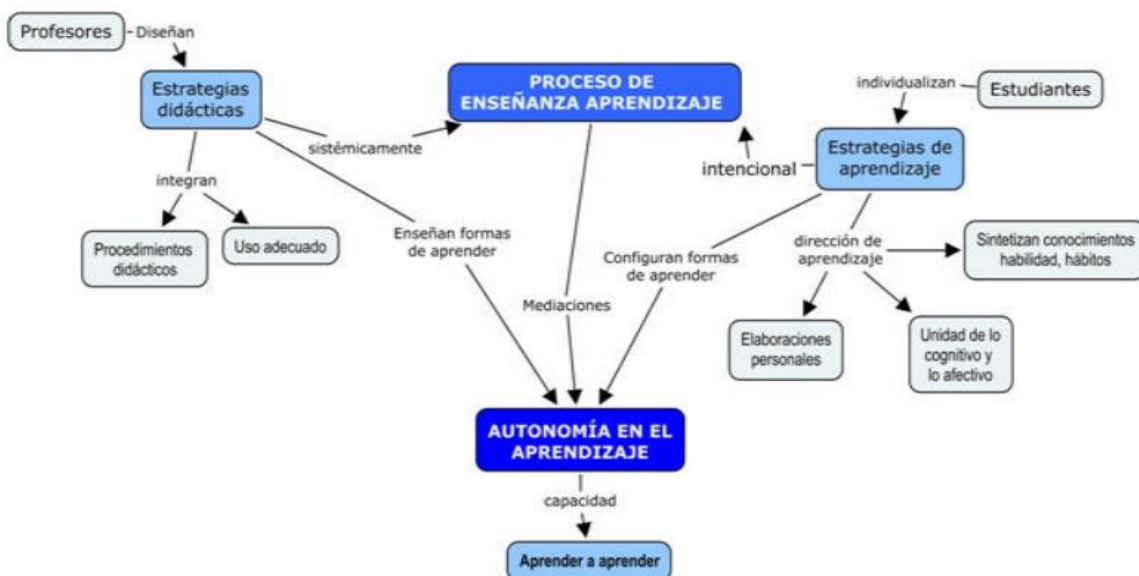 Profesores
Diseñan
Estrategias
didácticas
PROCESO DE
ENSEÑANZA APRENDIZAJE
individualizan
Estudiantes
sistémicamente
intencional
Estrategias de
aprendizaje
integran
Procedimientos
didácticos
Uso adecuado
Enseñan formas
de aprender
Configuran formas
de aprender
dirección de
aprendizaje
Sintetizan conocimientos
habilidad, hábitos
Mediaciones
Elaboraciones
personales
Unidad de lo
cognitivo y
lo afectivo
AUTONOMÍA EN EL
APRENDIZAJE
capacidad
Aprender a aprender